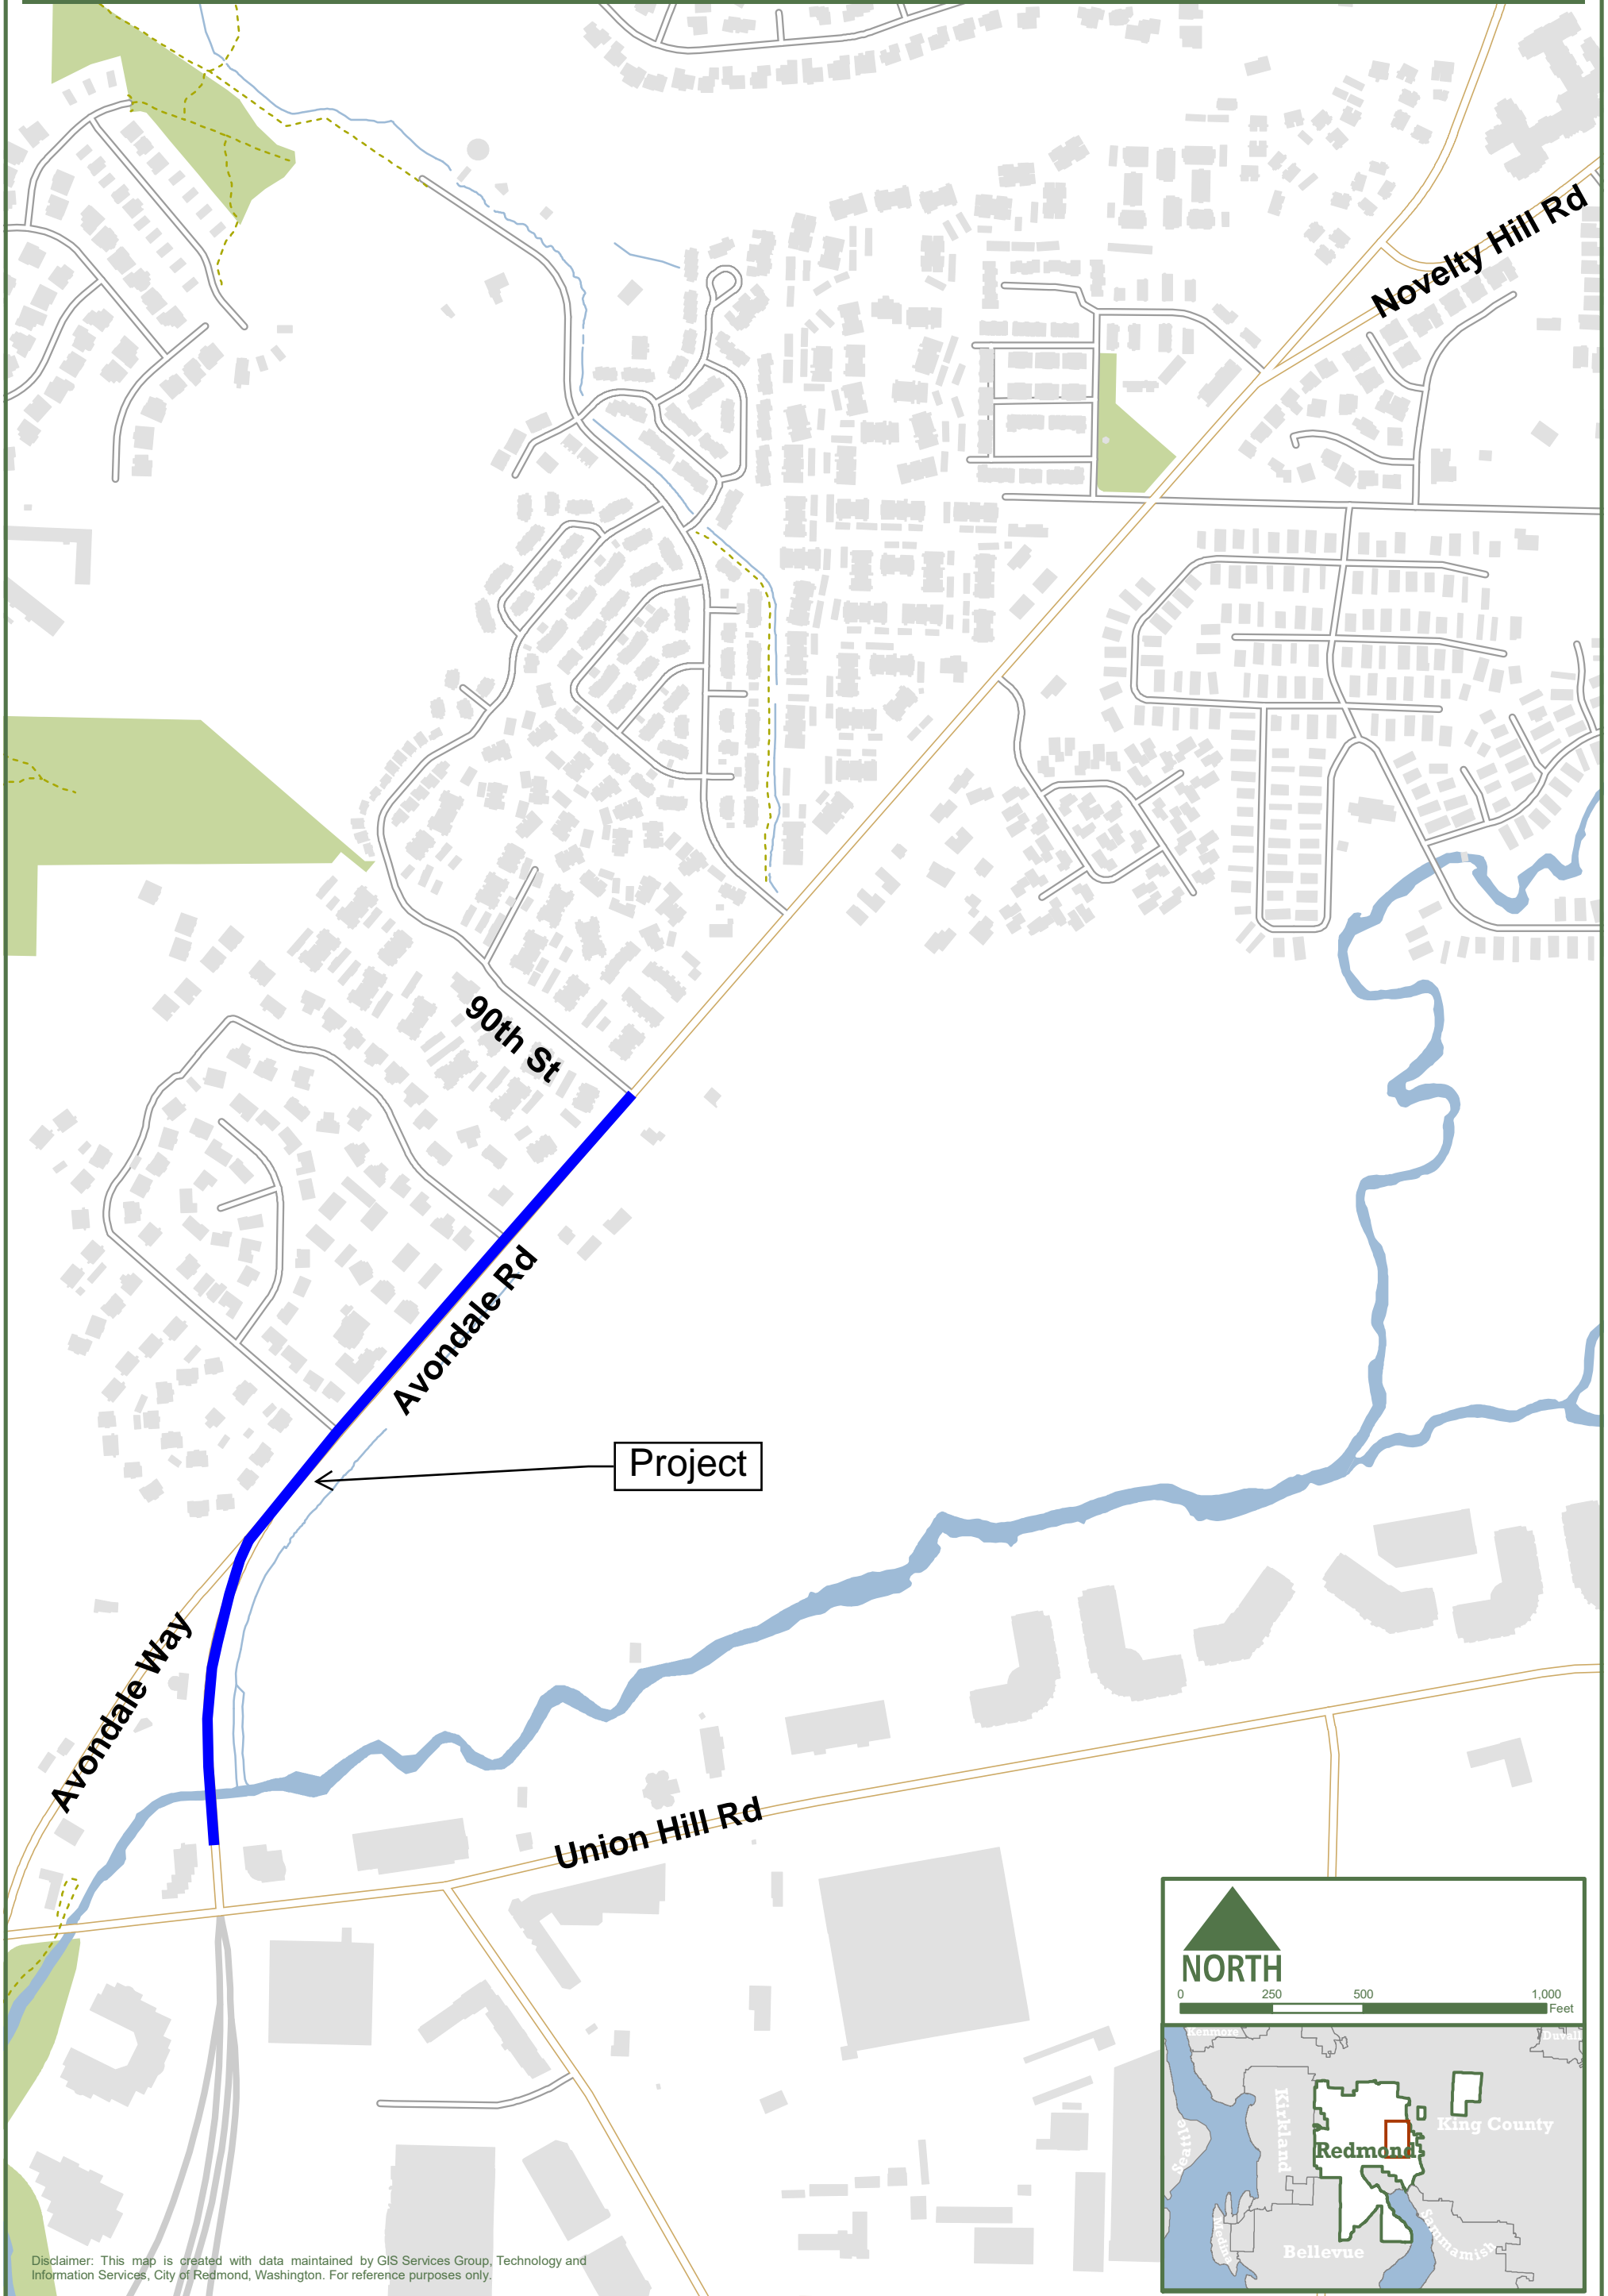 Novelty Hill Rd
90th St
Avondale Rd
Project
Avondale Way
Union Hill Rd
NORTH
0 250 500 1,000
Feet
Kenmore
Duvall
Kirkland
Seattle
King County
Redmond
Medina
Sammamish
Bellevue
Disclaimer: This map is created with data maintained by GIS Services Group, Technology and
Information Services, City of Redmond, Washington. For reference purposes only.